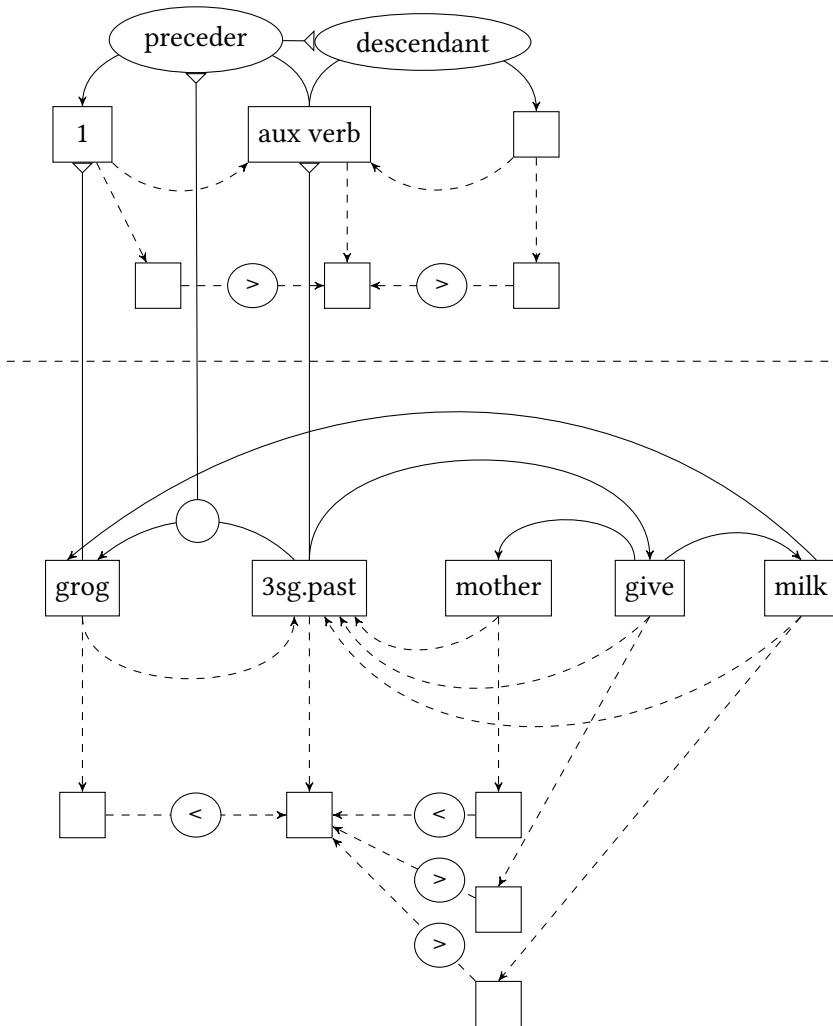 preceder descendant
1 aux verb
> >
grog 3sg.past mother give milk
< <
>
>